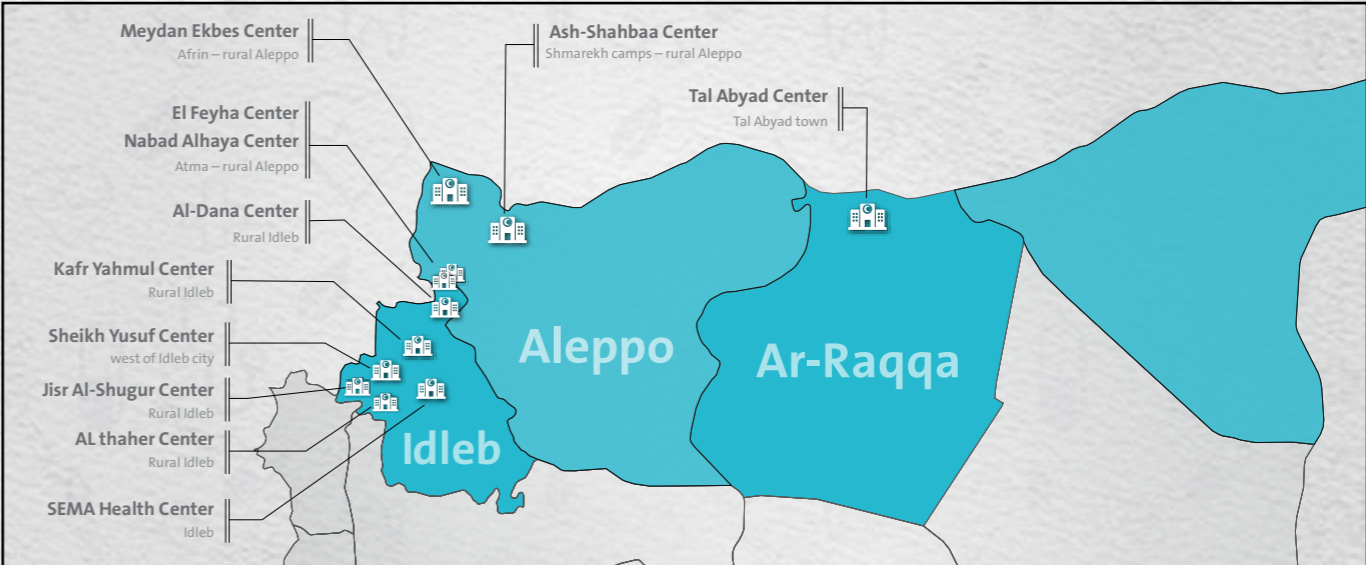 Meydan Ekbes Center
Afrin – rural Aleppo
Ash-Shahbaa Center
Shmarekh camps – rural Aleppo
Tal Abyad Center
Tal Abyad town
El Feyha Center
Nabad Alhaya Center
Atma – rural Aleppo
Al-Dana Center
Rural Idleb
Kafr Yahmul Center
Rural Idleb
Sheikh Yusuf Center
west of Idleb city
Jisr Al-Shugur Center
Rural Idleb
AL thaher Center
Rural Idleb
SEMA Health Center
Idleb
Aleppo
Ar-Raqqa
Idleb